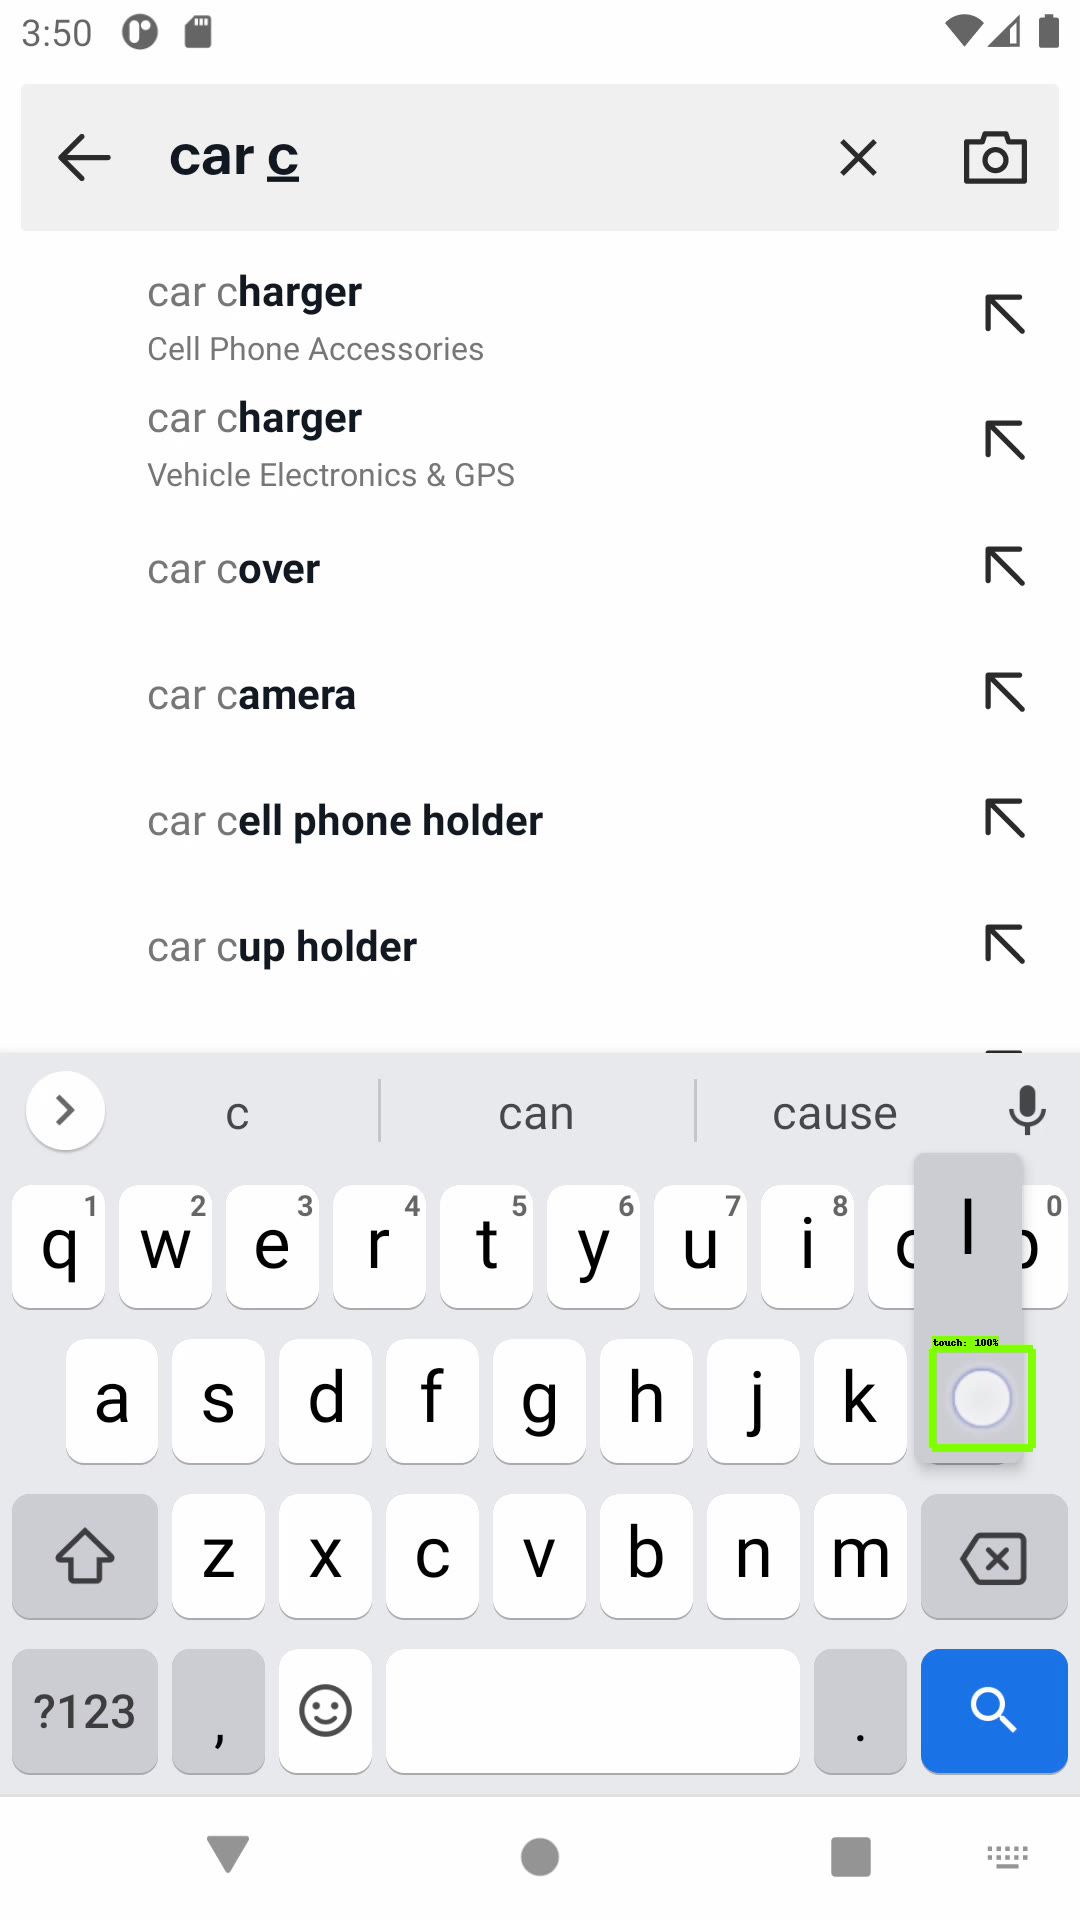 3:50
car c
car charger
Cell Phone Accessories
car charger
Vehicle Electronics & GPS
car cover
car camera
car cell phone holder
car cup holder
c can cause
1 2 3 4 5 6 7 8 0
q w e r t y u i l
touch: 100%
a s d f g h j k
z x c v b n m
?123 , .